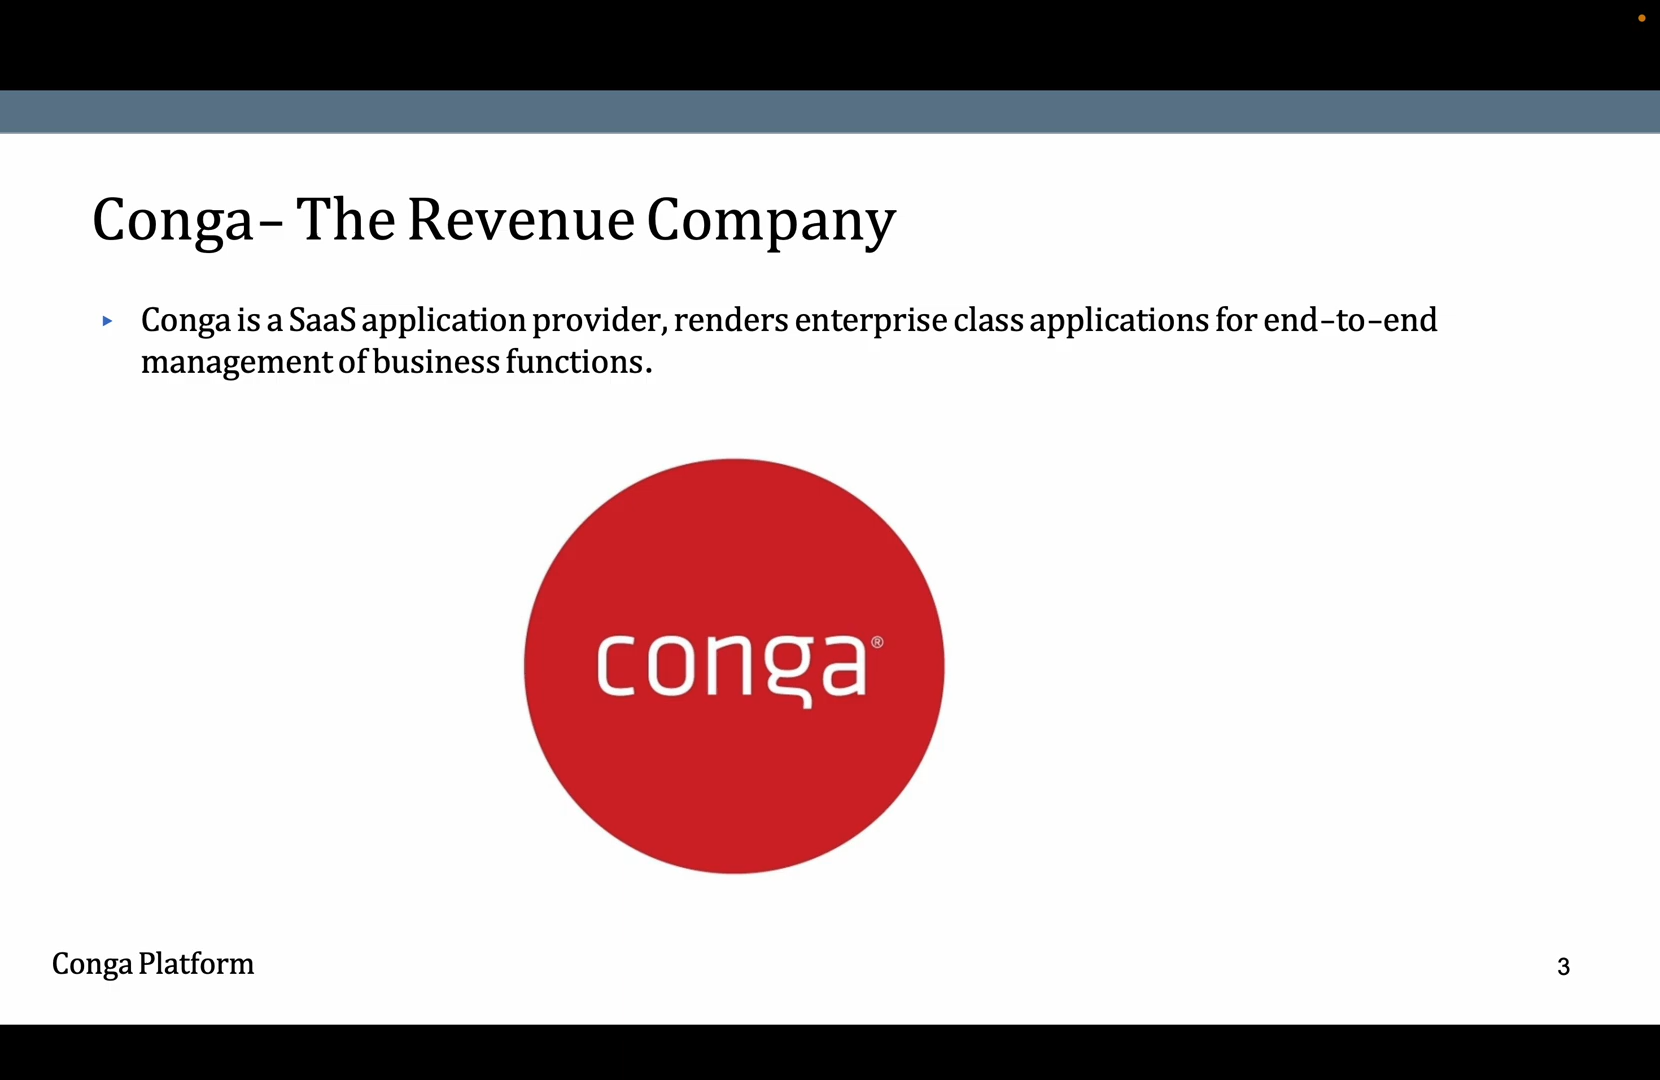 Conga– The Revenue Company
▸ Conga is a SaaS application provider, renders enterprise class applications for end–to–end
management of business functions.
conga®
Conga Platform
3